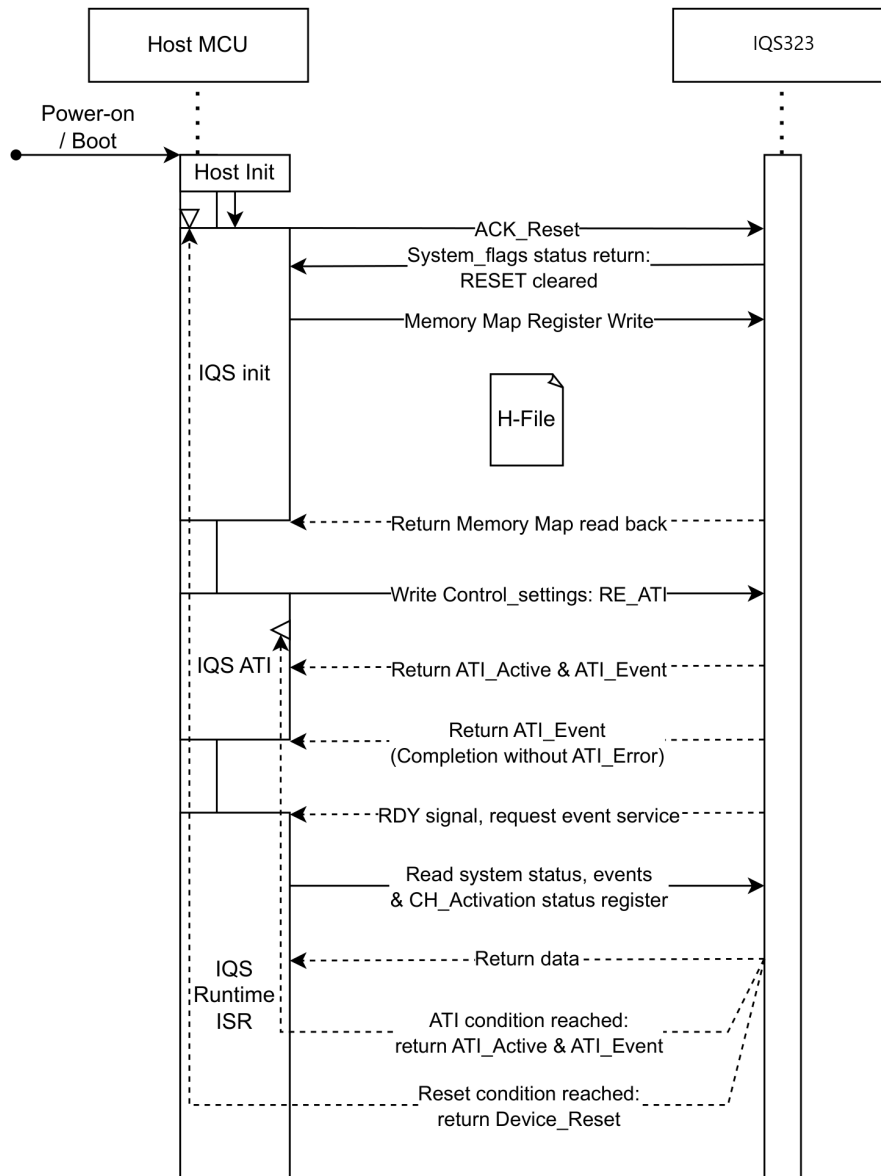 Host MCU
IQS323
Power-on
/ Boot
Host Init
ACK_Reset
System_flags status return:
RESET cleared
Memory Map Register Write
IQS init
H-File
Return Memory Map read back
Write Control_settings: RE_ATI
IQS ATI
Return ATI_Active & ATI_Event
Return ATI_Event
(Completion without ATI_Error)
RDY signal, request event service
Read system status, events
& CH_Activation status register
Return data
IQS
Runtime
ISR
ATI condition reached:
return ATI_Active & ATI_Event
Reset condition reached:
return Device_Reset